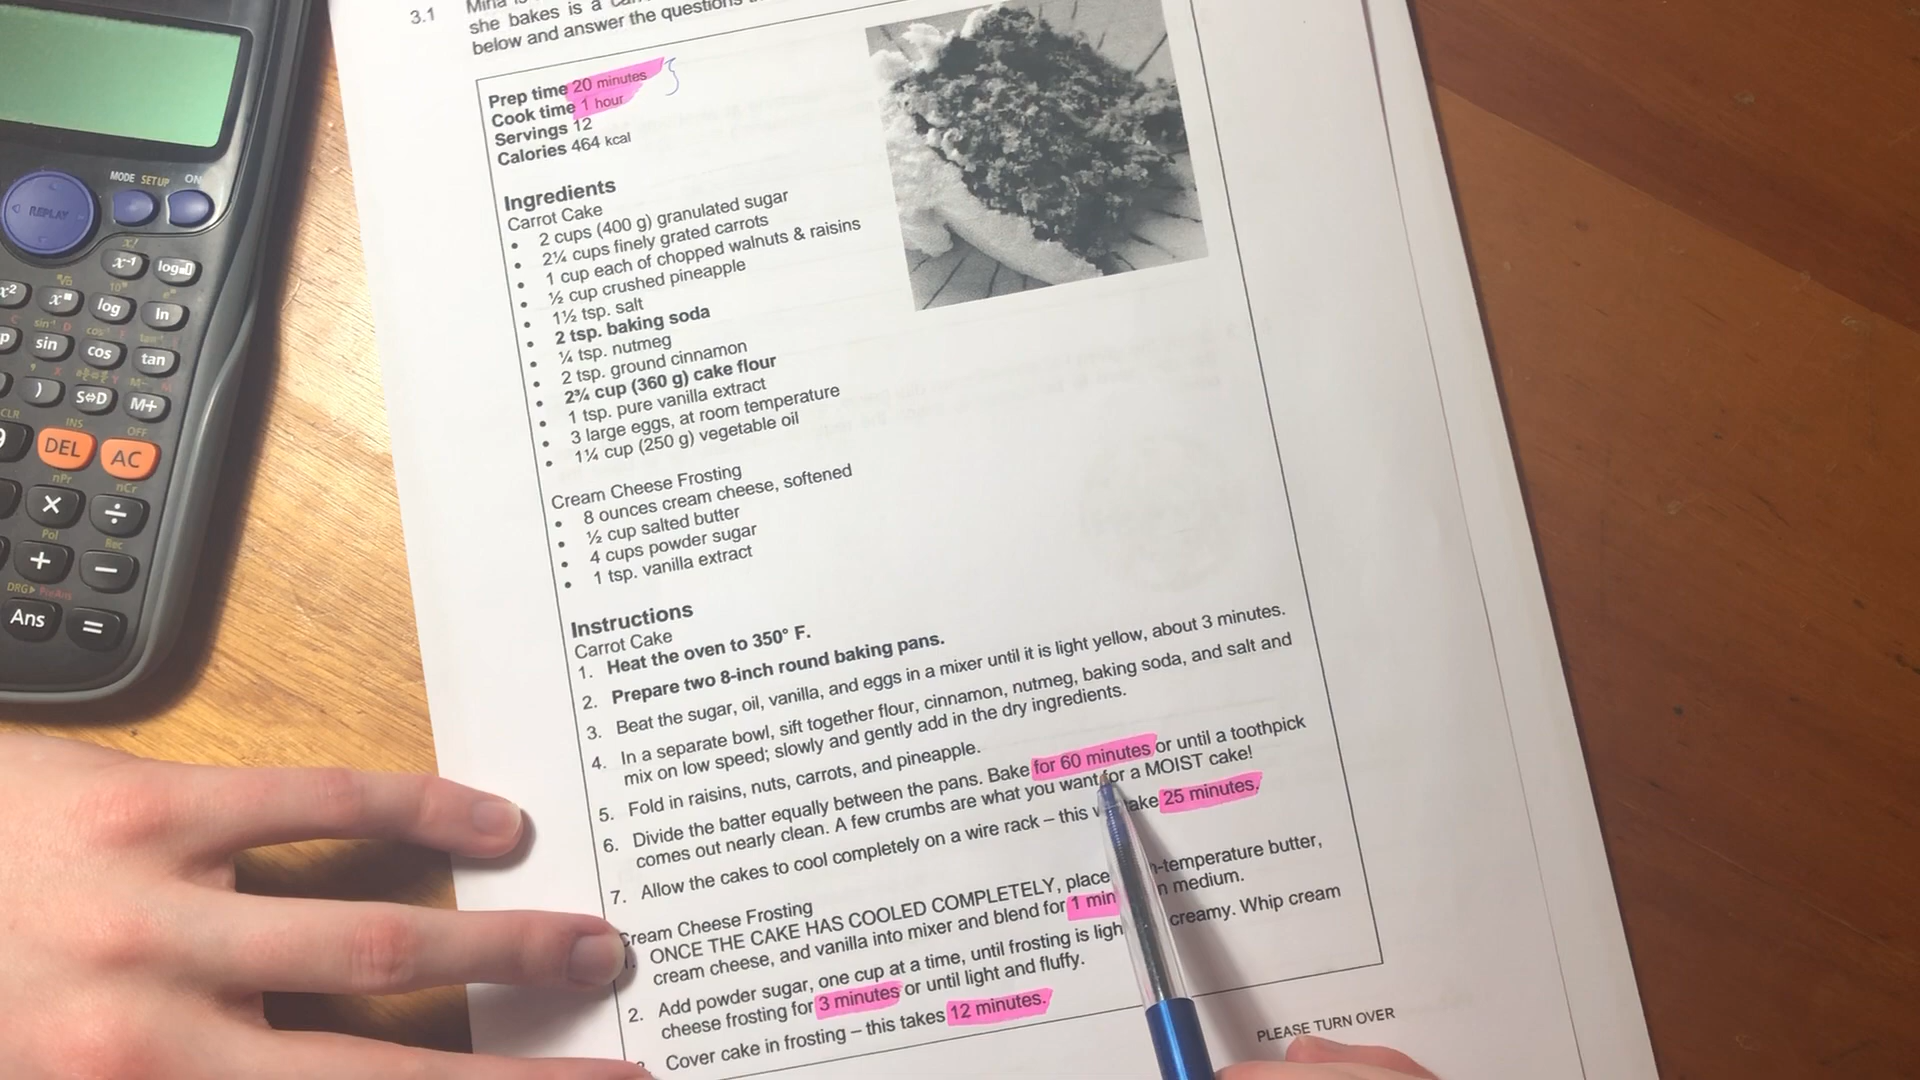 3.1
she bakes is a
below and answer the questions
Prep time 20 minutes
Cook time 1 hour
Servings 12
Calories 464 kcal
Ingredients
Carrot Cake
• 2 cups (400 g) granulated sugar
• 2¼ cups finely grated carrots
• 1 cup each of chopped walnuts & raisins
• ½ cup crushed pineapple
• 1½ tsp. salt
• 2 tsp. baking soda
• ¼ tsp. nutmeg
• 2 tsp. ground cinnamon
• 2¾ cup (360 g) cake flour
• 1 tsp. pure vanilla extract
• 3 large eggs, at room temperature
• 1¼ cup (250 g) vegetable oil
Cream Cheese Frosting
• 8 ounces cream cheese, softened
• ½ cup salted butter
• 4 cups powder sugar
• 1 tsp. vanilla extract
Instructions
Carrot Cake
1. Heat the oven to 350° F.
2. Prepare two 8-inch round baking pans.
3. Beat the sugar, oil, vanilla, and eggs in a mixer until it is light yellow, about 3 minutes.
4. In a separate bowl, sift together flour, cinnamon, nutmeg, baking soda, and salt and
mix on low speed; slowly and gently add in the dry ingredients.
5. Fold in raisins, nuts, carrots, and pineapple.
6. Divide the batter equally between the pans. Bake for 60 minutes or until a toothpick
comes out nearly clean. A few crumbs are what you want for a MOIST cake!
7. Allow the cakes to cool completely on a wire rack – this take 25 minutes.
Cream Cheese Frosting
ONCE THE CAKE HAS COOLED COMPLETELY, place -temperature butter,
cream cheese, and vanilla into mixer and blend for 1 min medium.
2. Add powder sugar, one cup at a time, until frosting is creamy. Whip cream
cheese frosting for 3 minutes or until light and fluffy.
Cover cake in frosting – this takes 12 minutes.
PLEASE TURN OVER
REPLAY
MODE SETUP ON
x!
x⁻¹ log
log ln
sin cos tan
) S⇔D M+
CLR INS OFF
9 DEL AC
nPr nCr
× ÷
Pol Rec
+ −
DRG▶ PreAns
Ans =